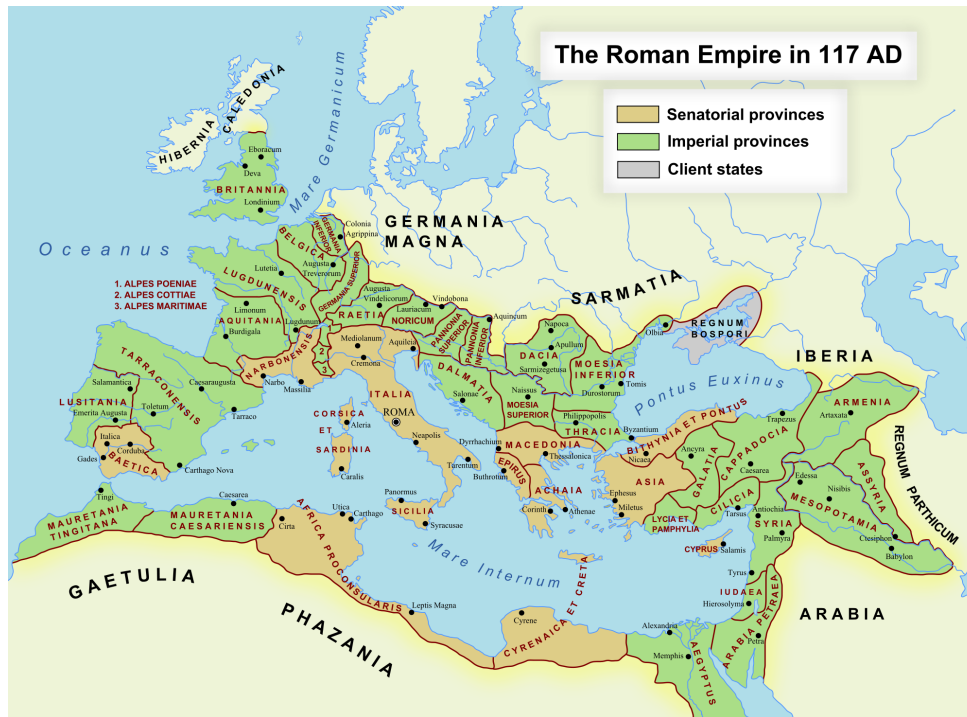 The Roman Empire in 117 AD
Senatorial provinces
Imperial provinces
Client states
HIBERNIA
CALEDONIA
Mare Germanicum
Oceanus
Eboracum
Deva
BRITANNIA
Londinium
GERMANIA
MAGNA
SARMATIA
1. ALPES POENIAE
2. ALPES COTTIAE
3. ALPES MARITIMAE
BELGICA
GERMANIA
INFERIOR
Colonia
Agrippina
Augusta
Treverorum
GERMANIA SUPERIOR
Lutetia
LUGDUNENSIS
Limonum
AQUITANIA
Burdigala
Lugdunum
NARBONENSIS
Narbo
Massilia
2
3
Augusta
Vindelicorum
RAETIA
Lauriacum
NORICUM
Vindobona
PANNONIA
SUPERIOR
PANNONIA
INFERIOR
Aquincum
Mediolanum
Cremona
Aquileia
ITALIA
ROMA
Neapolis
Tarentum
CORSICA
Aleria
ET
SARDINIA
Caralis
Panormus
SICILIA
Syracusae
DALMATIA
Salonae
Napoca
Apullum
DACIA
Sarmizegetusa
MOESIA
INFERIOR
Durostorum
Tomis
Naissus
MOESIA
SUPERIOR
Philippopolis
THRACIA
Byzantium
Olbia
REGNUM
BOSPORI
Pontus Euxinus
IBERIA
TARRACONENSIS
Salamantica
Caesaraugusta
LUSITANIA
Emerita Augusta
Toletum
Tarraco
Italica
Corduba
Gades
BAETICA
Carthago Nova
Dyrrhachium
MACEDONIA
Thessalonica
EPIRUS
Buthrotum
ACHAIA
Corinth
Athenae
BITHYNIA ET PONTUS
Nicaea
ASIA
Ephesus
Miletus
Ancyra
GALATIA
CAPPADOCIA
Caesarea
Trapezus
LYCIA ET
PAMPHYLIA
CILICIA
Tarsus
ARMENIA
Artaxata
REGNUM PARTHICUM
Edessa
Nisibis
ASSYRIA
MESOPOTAMIA
Ctesiphon
Babylon
Antiochia
SYRIA
Palmyra
CYPRUS
Salamis
Tyrus
IUDAEA
Hierosolyma
ARABIA PETRAEA
Petra
ARABIA
Tingi
MAURETANIA
TINGITANA
Caesarea
MAURETANIA
CAESARIENSIS
Cirta
Utica
Carthago
AFRICA PROCONSULARIS
Leptis Magna
Mare Internum
GAETULIA
PHAZANIA
Cyrene
CYRENAICA ET CRETA
Alexandria
Memphis
AEGYPTUS